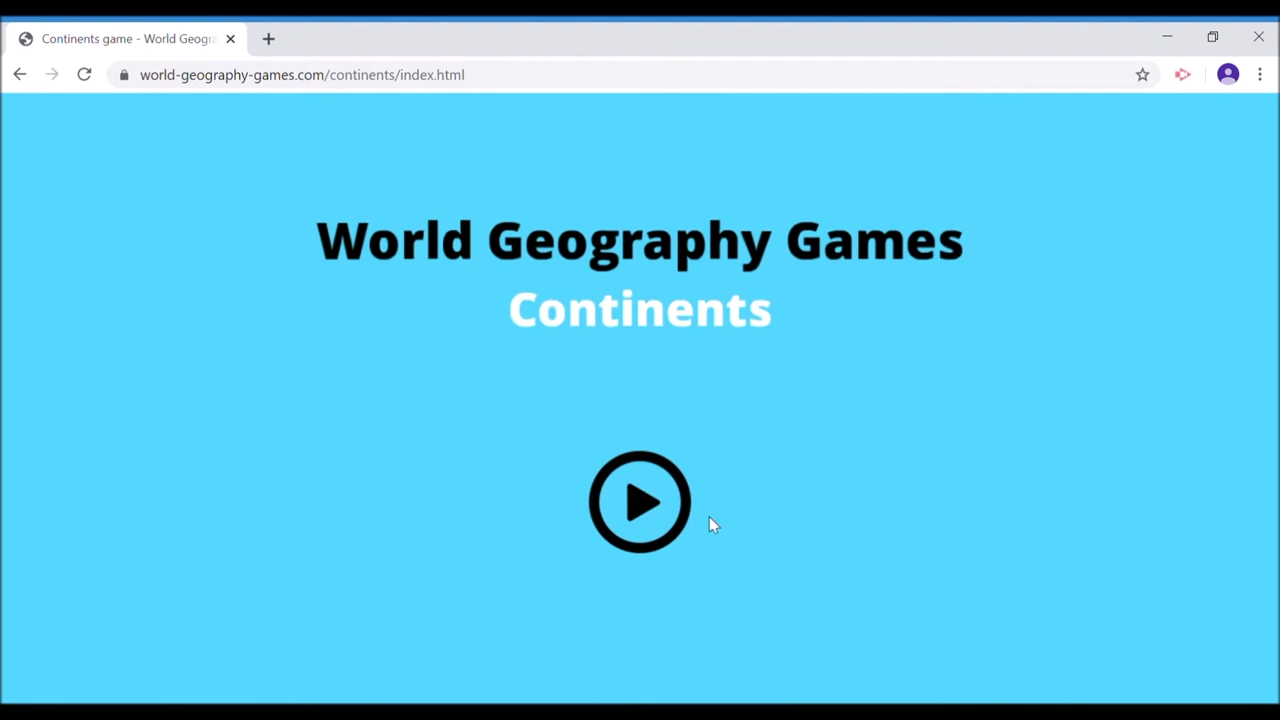 Continents game - World Geogra
world-geography-games.com/continents/index.html
World Geography Games
Continents